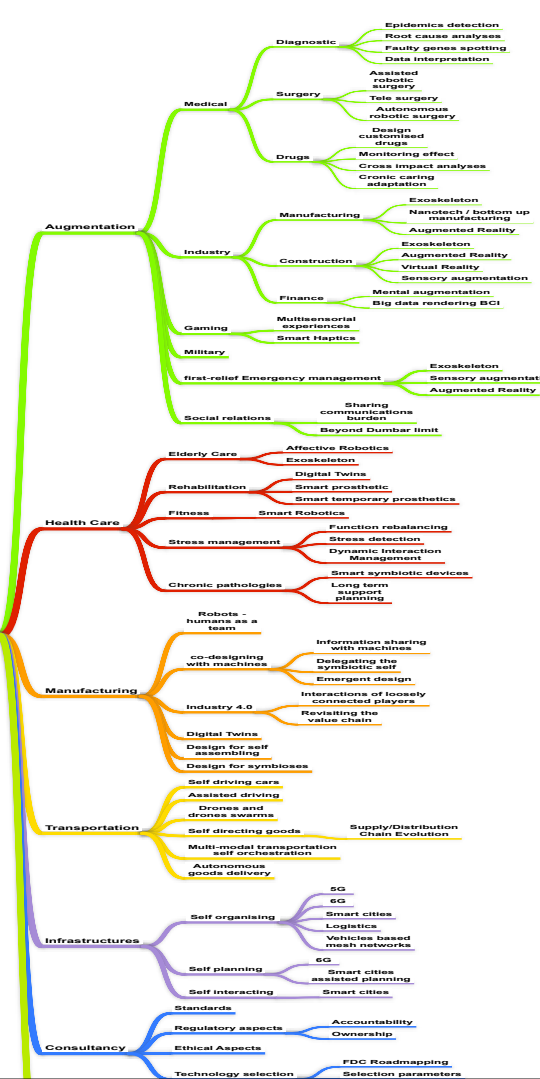 Augmentation
Medical
Diagnostic
Epidemics detection
Root cause analyses
Faulty genes spotting
Data interpretation
Surgery
Assisted
robotic
surgery
Tele surgery
Autonomous
robotic surgery
Drugs
Design
customised
drugs
Monitoring effect
Cross impact analyses
Cronic caring
adaptation
Industry
Manufacturing
Exoskeleton
Nanotech / bottom up
manufacturing
Augmented Reality
Construction
Exoskeleton
Augmented Reality
Virtual Reality
Sensory augmentation
Finance
Mental augmentation
Big data rendering BCI
Gaming
Multisensorial
experiences
Smart Haptics
Military
first-relief Emergency management
Exoskeleton
Sensory augmentat
Augmented Reality
Social relations
Sharing
communications
burden
Beyond Dumbar limit
Health Care
Elderly Care
Affective Robotics
Exoskeleton
Rehabilitation
Digital Twins
Smart prosthetic
Smart temporary prosthetics
Fitness
Smart Robotics
Stress management
Function rebalancing
Stress detection
Dynamic Interaction
Management
Chronic pathologies
Smart symbiotic devices
Long term
support
planning
Manufacturing
Robots -
humans as a
team
co-designing
with machines
Information sharing
with machines
Delegating the
symbiotic self
Emergent design
Industry 4.0
Interactions of loosely
connected players
Revisiting the
value chain
Digital Twins
Design for self
assembling
Design for symbioses
Transportation
Self driving cars
Assisted driving
Drones and
drones swarms
Self directing goods
Supply/Distribution
Chain Evolution
Multi-modal transportation
self orchestration
Autonomous
goods delivery
Infrastructures
Self organising
5G
6G
Smart cities
Logistics
Vehicles based
mesh networks
Self planning
6G
Smart cities
assisted planning
Self interacting
Smart cities
Consultancy
Standards
Regulatory aspects
Accountability
Ownership
Ethical Aspects
Technology selection
FDC Roadmapping
Selection parameters